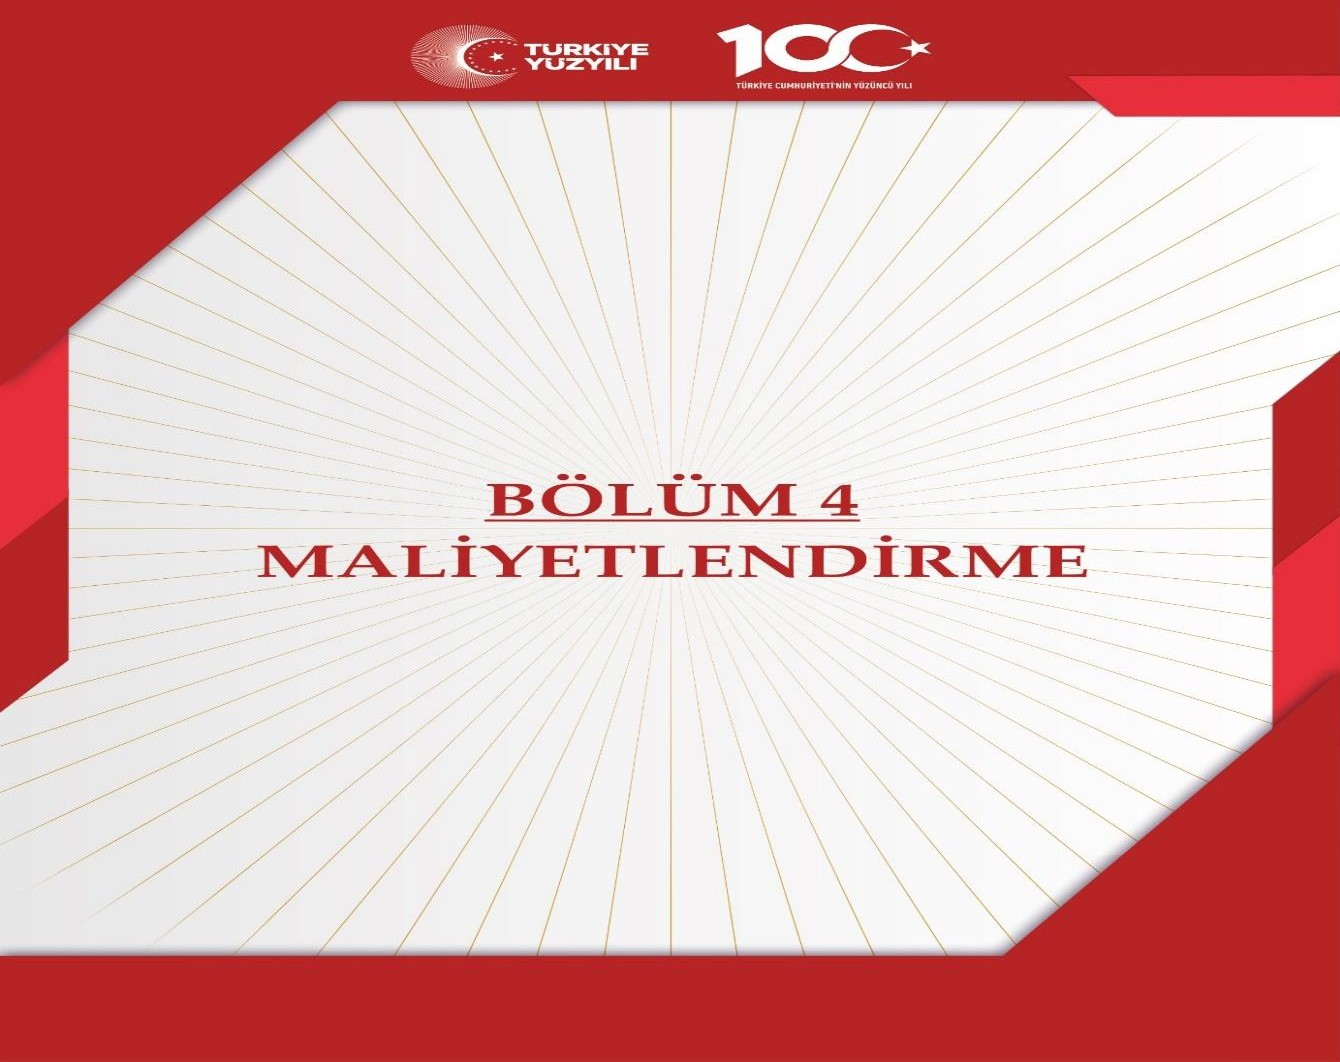 TÜRKİYE
YÜZYILI
100
TÜRKİYE CUMHURİYETİ'NİN YÜZÜNCÜ YILI
BÖLÜM 4
MALİYETLENDİRME